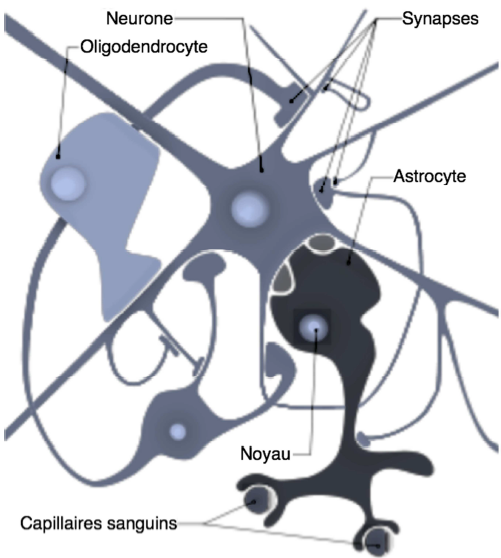 Neurone
Synapses
Oligodendrocyte
Astrocyte
Noyau
Capillaires sanguins